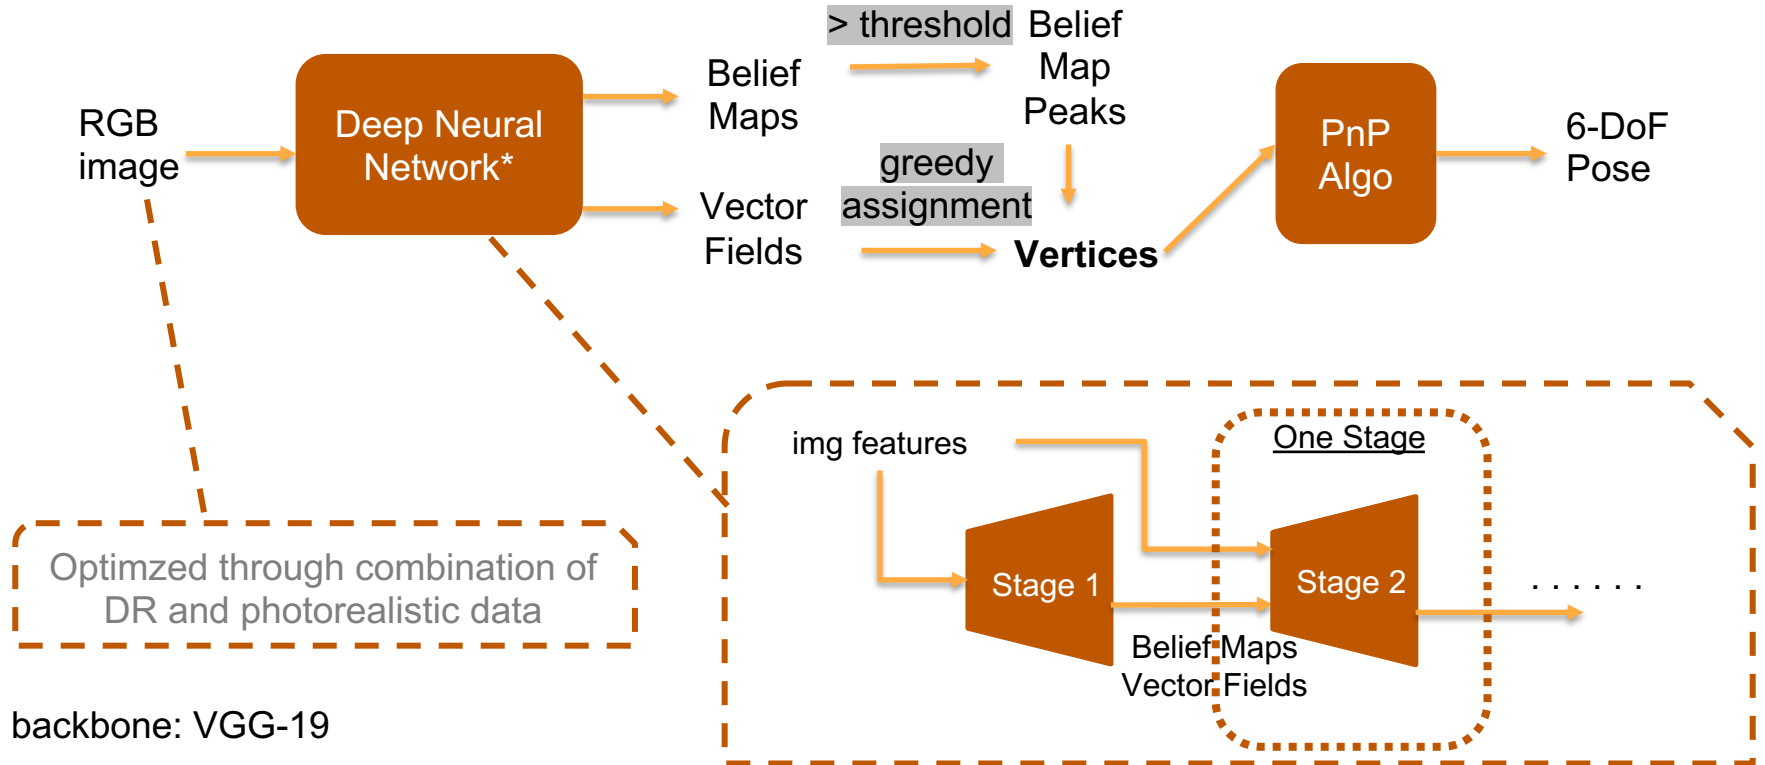 RGB
image
Deep Neural
Network*
Belief
Maps
> threshold
Belief
Map
Peaks
Vector
Fields
greedy
assignment
Vertices
PnP
Algo
6-DoF
Pose
Optimzed through combination of
DR and photorealistic data
backbone: VGG-19
img features
One Stage
Stage 1
Stage 2
. . . . . .
Belief Maps
Vector Fields